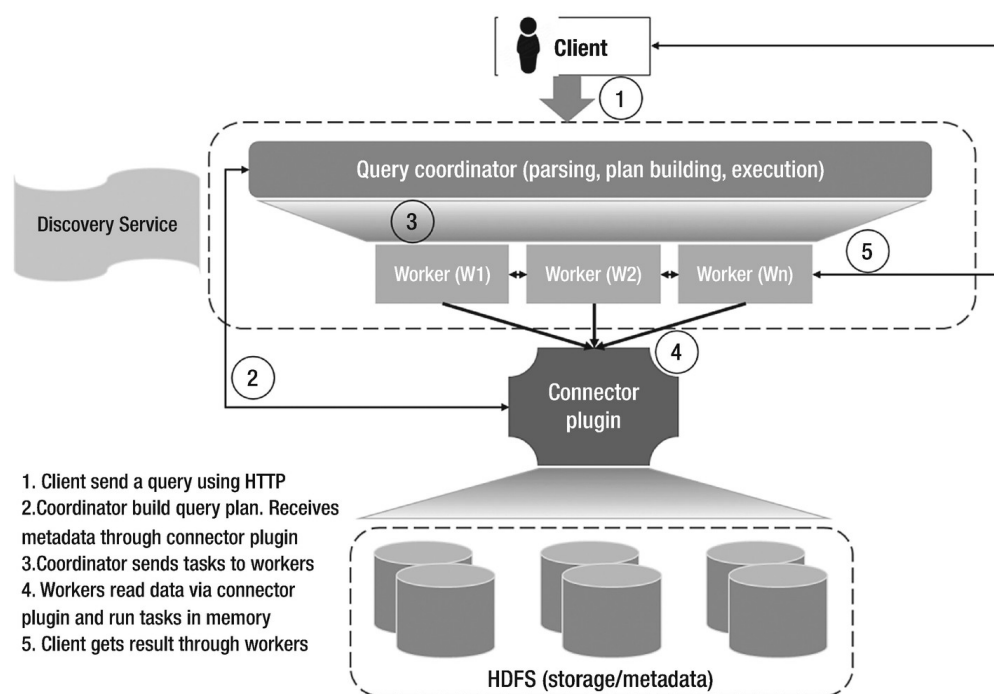 Client
1
Query coordinator (parsing, plan building, execution)
Discovery Service
3
5
Worker (W1)
Worker (W2)
Worker (Wn)
4
2
Connector
plugin
1. Client send a query using HTTP
2.Coordinator build query plan. Receives
metadata through connector plugin
3.Coordinator sends tasks to workers
4. Workers read data via connector
plugin and run tasks in memory
5. Client gets result through workers
HDFS (storage/metadata)